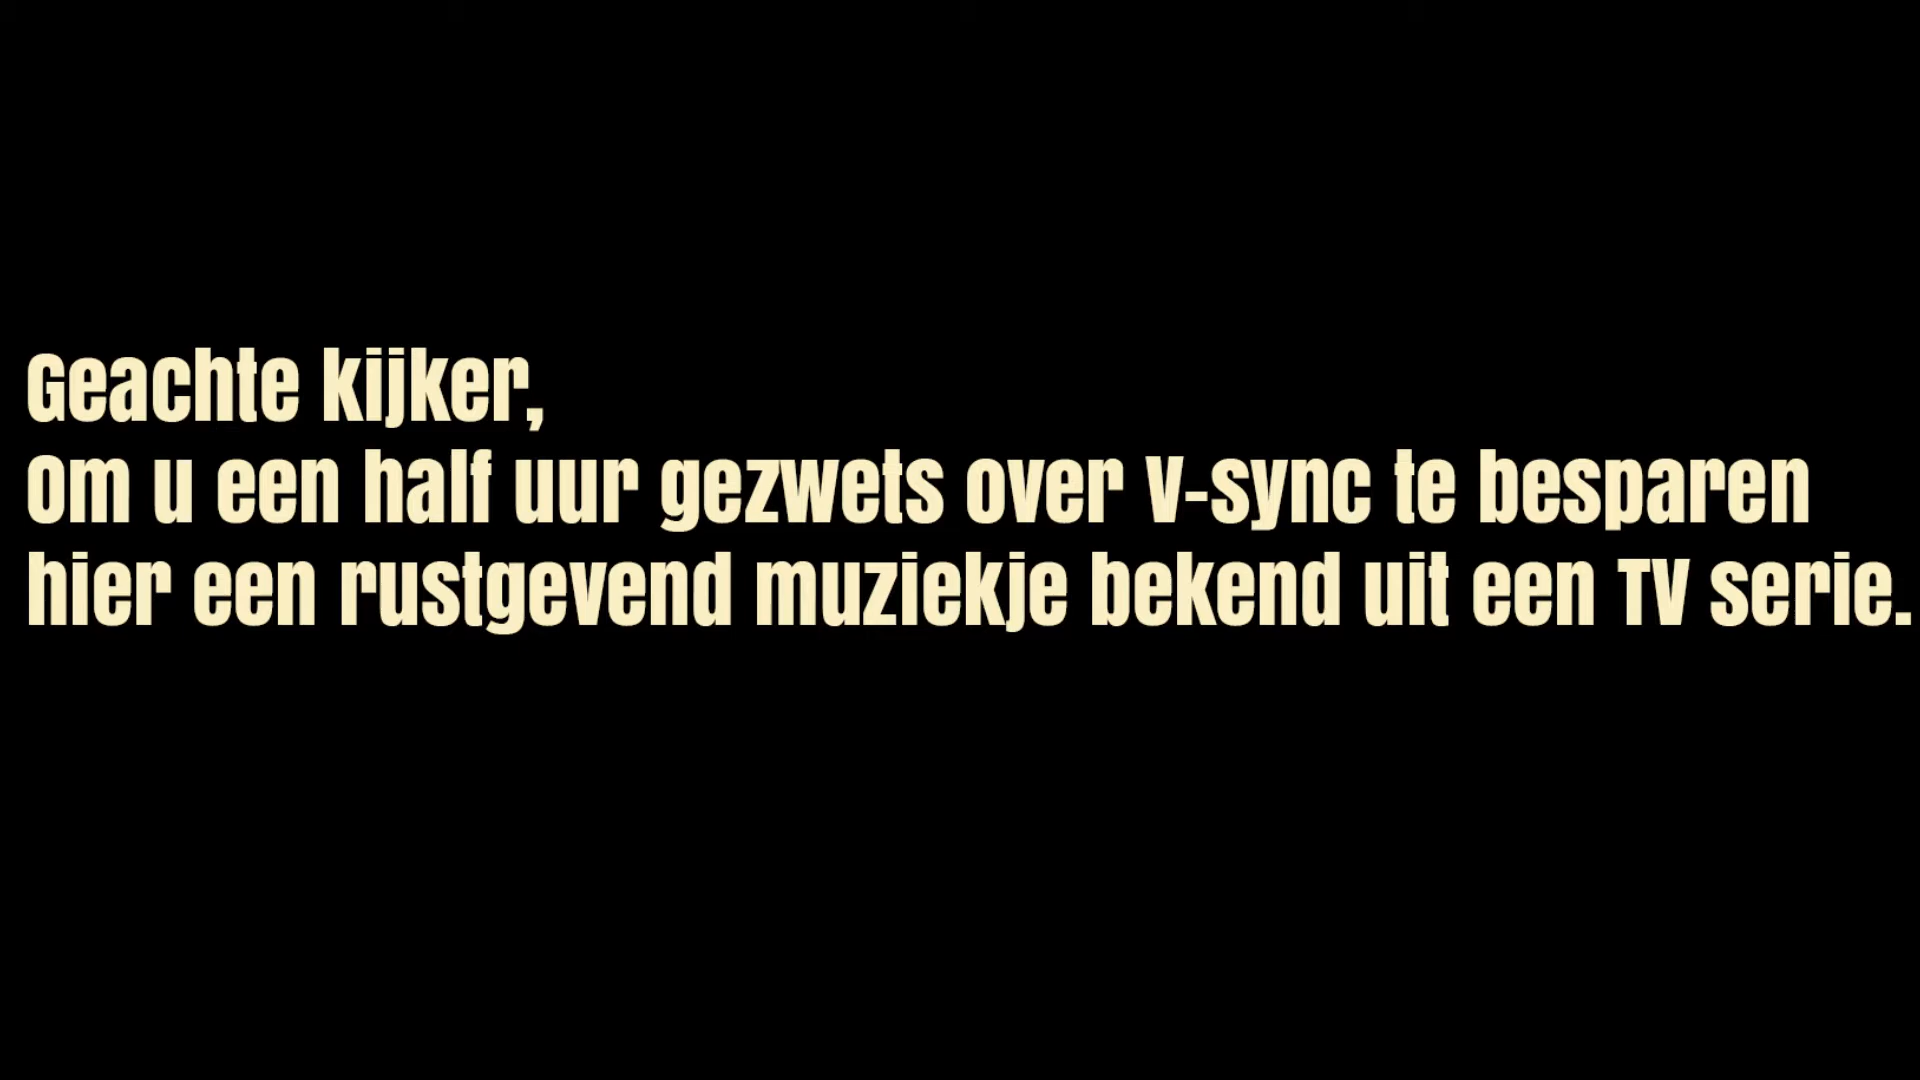 Geachte kijker,
Om u een half uur gezwets over V-sync te besparen
hier een rustgevend muziekje bekend uit een TV serie.